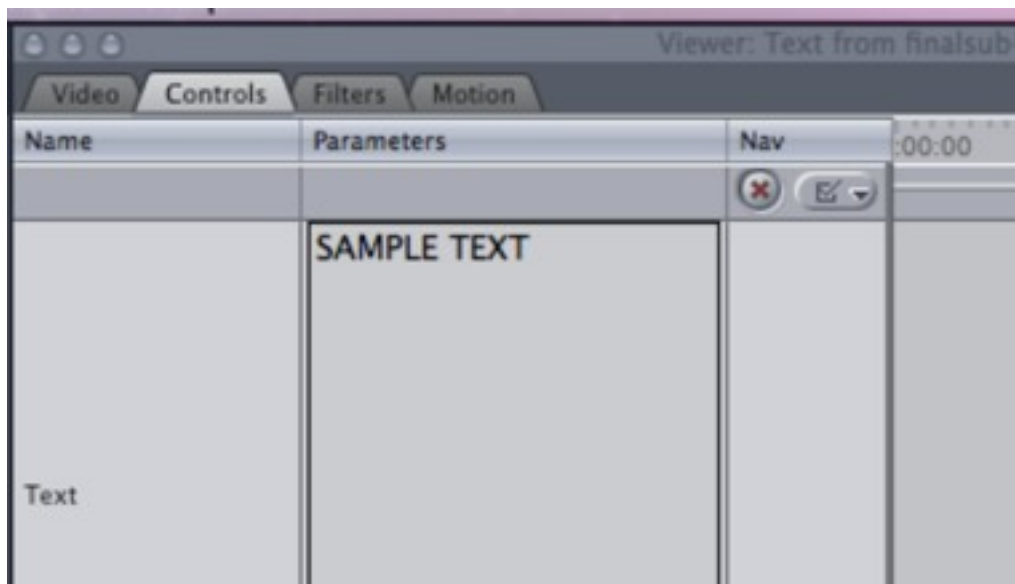 Viewer: Text from finalsub
Video Controls Filters Motion
Name Parameters Nav :00:00
SAMPLE TEXT
Text